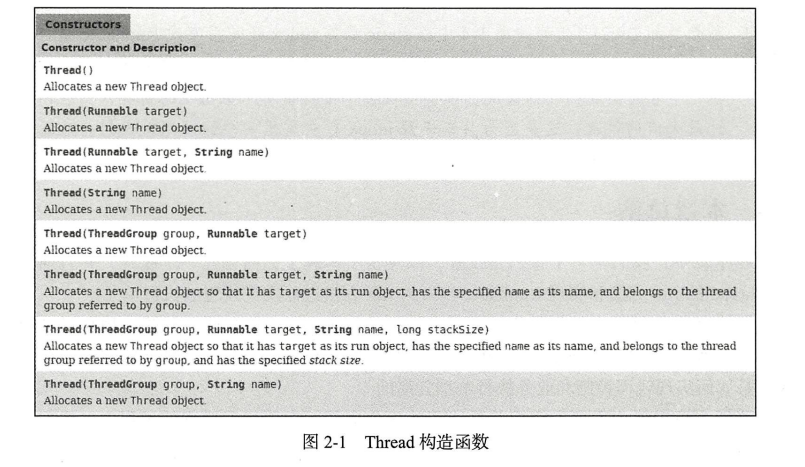 Constructors
Constructor and Description
Thread()
Allocates a new Thread object.
Thread(Runnable target)
Allocates a new Thread object.
Thread(Runnable target, String name)
Allocates a new Thread object.
Thread(String name)
Allocates a new Thread object.
Thread(ThreadGroup group, Runnable target)
Allocates a new Thread object.
Thread(ThreadGroup group, Runnable target, String name)
Allocates a new Thread object so that it has target as its run object, has the specified name as its name, and belongs to the thread
group referred to by group.
Thread(ThreadGroup group, Runnable target, String name, long stackSize)
Allocates a new Thread object so that it has target as its run object, has the specified name as its name, and belongs to the thread
group referred to by group, and has the specified stack size.
Thread(ThreadGroup group, String name)
Allocates a new Thread object.
图 2-1 Thread 构造函数